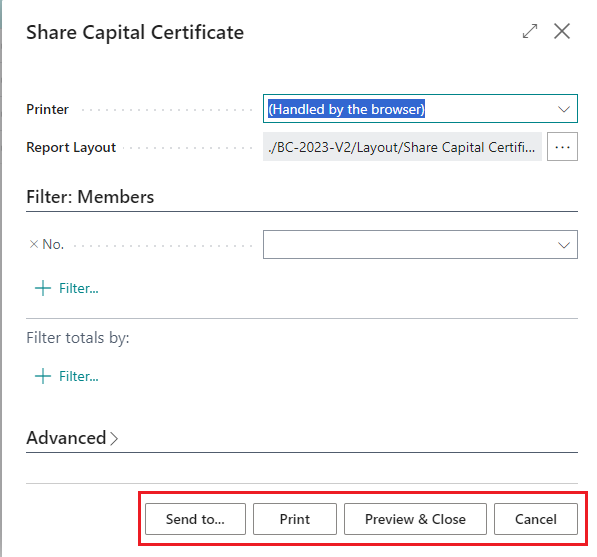 Share Capital Certificate
Printer (Handled by the browser)
Report Layout ./BC-2023-V2/Layout/Share Capital Certifi... ...
Filter: Members
× No.
+ Filter...
Filter totals by:
+ Filter...
Advanced >
Send to... Print Preview & Close Cancel